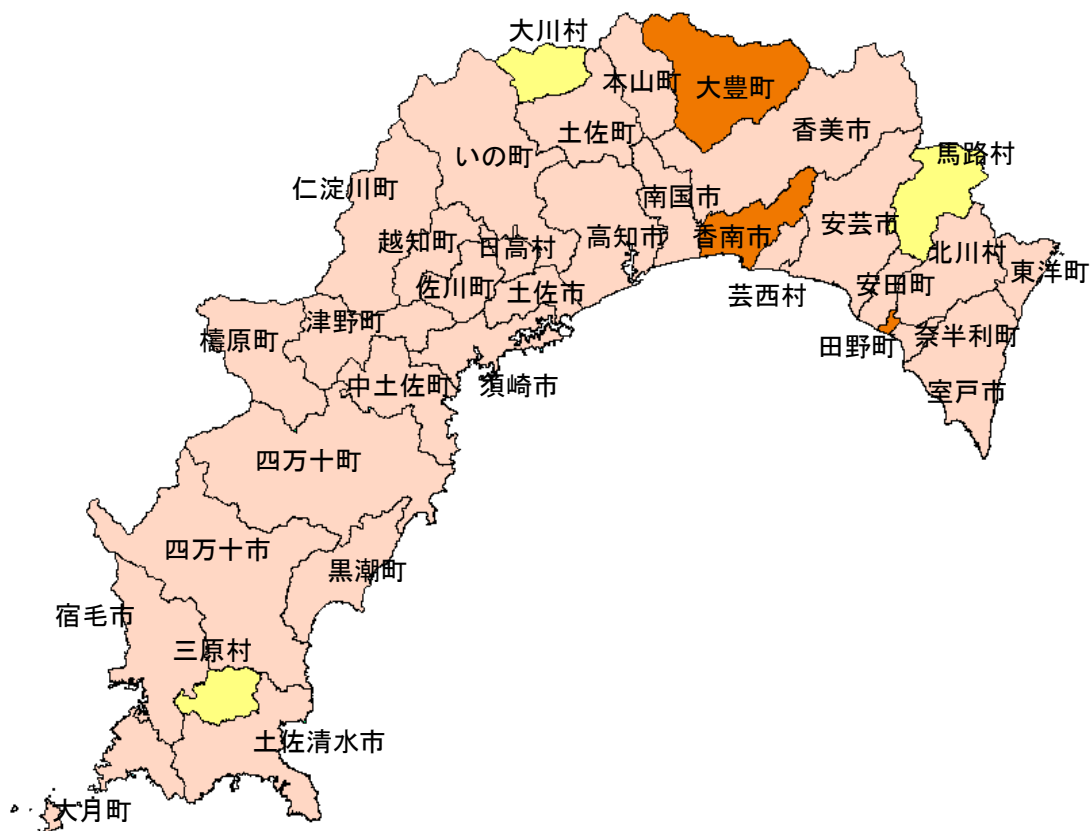 大川村
本山町
大豊町
土佐町
香美市
いの町
馬路村
仁淀川町
南国市
安芸市
越知町
日高村
高知市
香南市
北川村
東洋町
佐川町
土佐市
芸西村
安田町
津野町
檮原町
田野町
奈半利町
中土佐町
須崎市
室戸市
四万十町
四万十市
黒潮町
宿毛市
三原村
土佐清水市
大月町